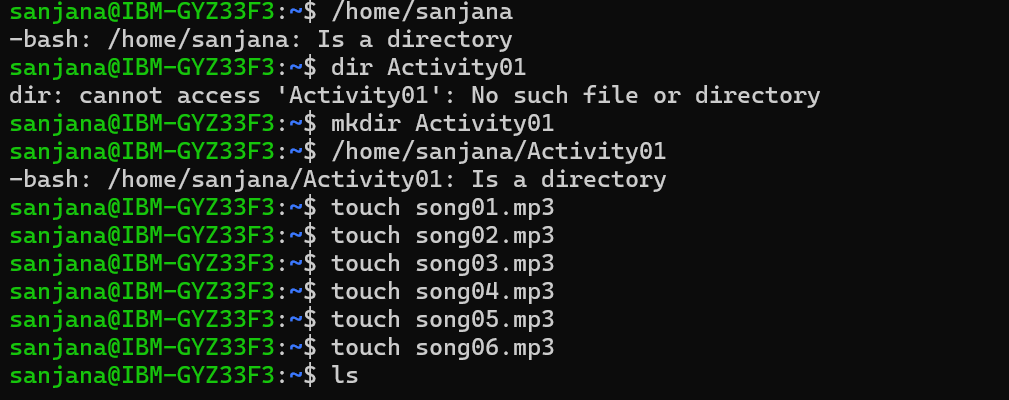 sanjana@IBM-GYZ33F3:~$ /home/sanjana
-bash: /home/sanjana: Is a directory
sanjana@IBM-GYZ33F3:~$ dir Activity01
dir: cannot access 'Activity01': No such file or directory
sanjana@IBM-GYZ33F3:~$ mkdir Activity01
sanjana@IBM-GYZ33F3:~$ /home/sanjana/Activity01
-bash: /home/sanjana/Activity01: Is a directory
sanjana@IBM-GYZ33F3:~$ touch song01.mp3
sanjana@IBM-GYZ33F3:~$ touch song02.mp3
sanjana@IBM-GYZ33F3:~$ touch song03.mp3
sanjana@IBM-GYZ33F3:~$ touch song04.mp3
sanjana@IBM-GYZ33F3:~$ touch song05.mp3
sanjana@IBM-GYZ33F3:~$ touch song06.mp3
sanjana@IBM-GYZ33F3:~$ ls